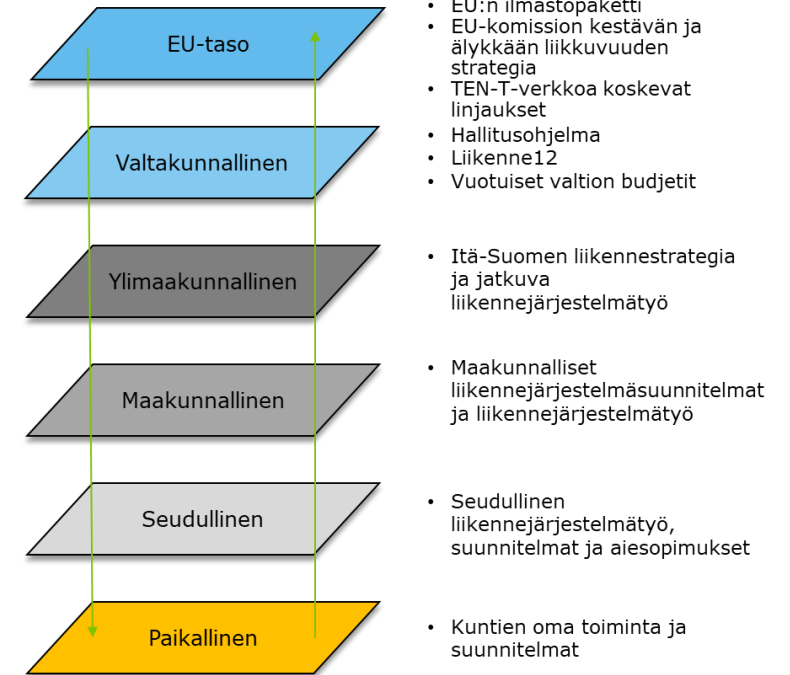 EU-taso
• EU:n ilmastopaketti
• EU-komission kestävän ja
älykkään liikkuvuuden
strategia
• TEN-T-verkkoa koskevat
linjaukset
Valtakunnallinen
• Hallitusohjelma
• Liikenne12
• Vuotuiset valtion budjetit
Ylimaakunnallinen
• Itä-Suomen liikennestrategia
ja jatkuva
liikennejärjestelmätyö
Maakunnallinen
• Maakunnalliset
liikennejärjestelmäsuunnitelmat
ja liikennejärjestelmätyö
Seudullinen
• Seudullinen
liikennejärjestelmätyö,
suunnitelmat ja aiesopimukset
Paikallinen
• Kuntien oma toiminta ja
suunnitelmat